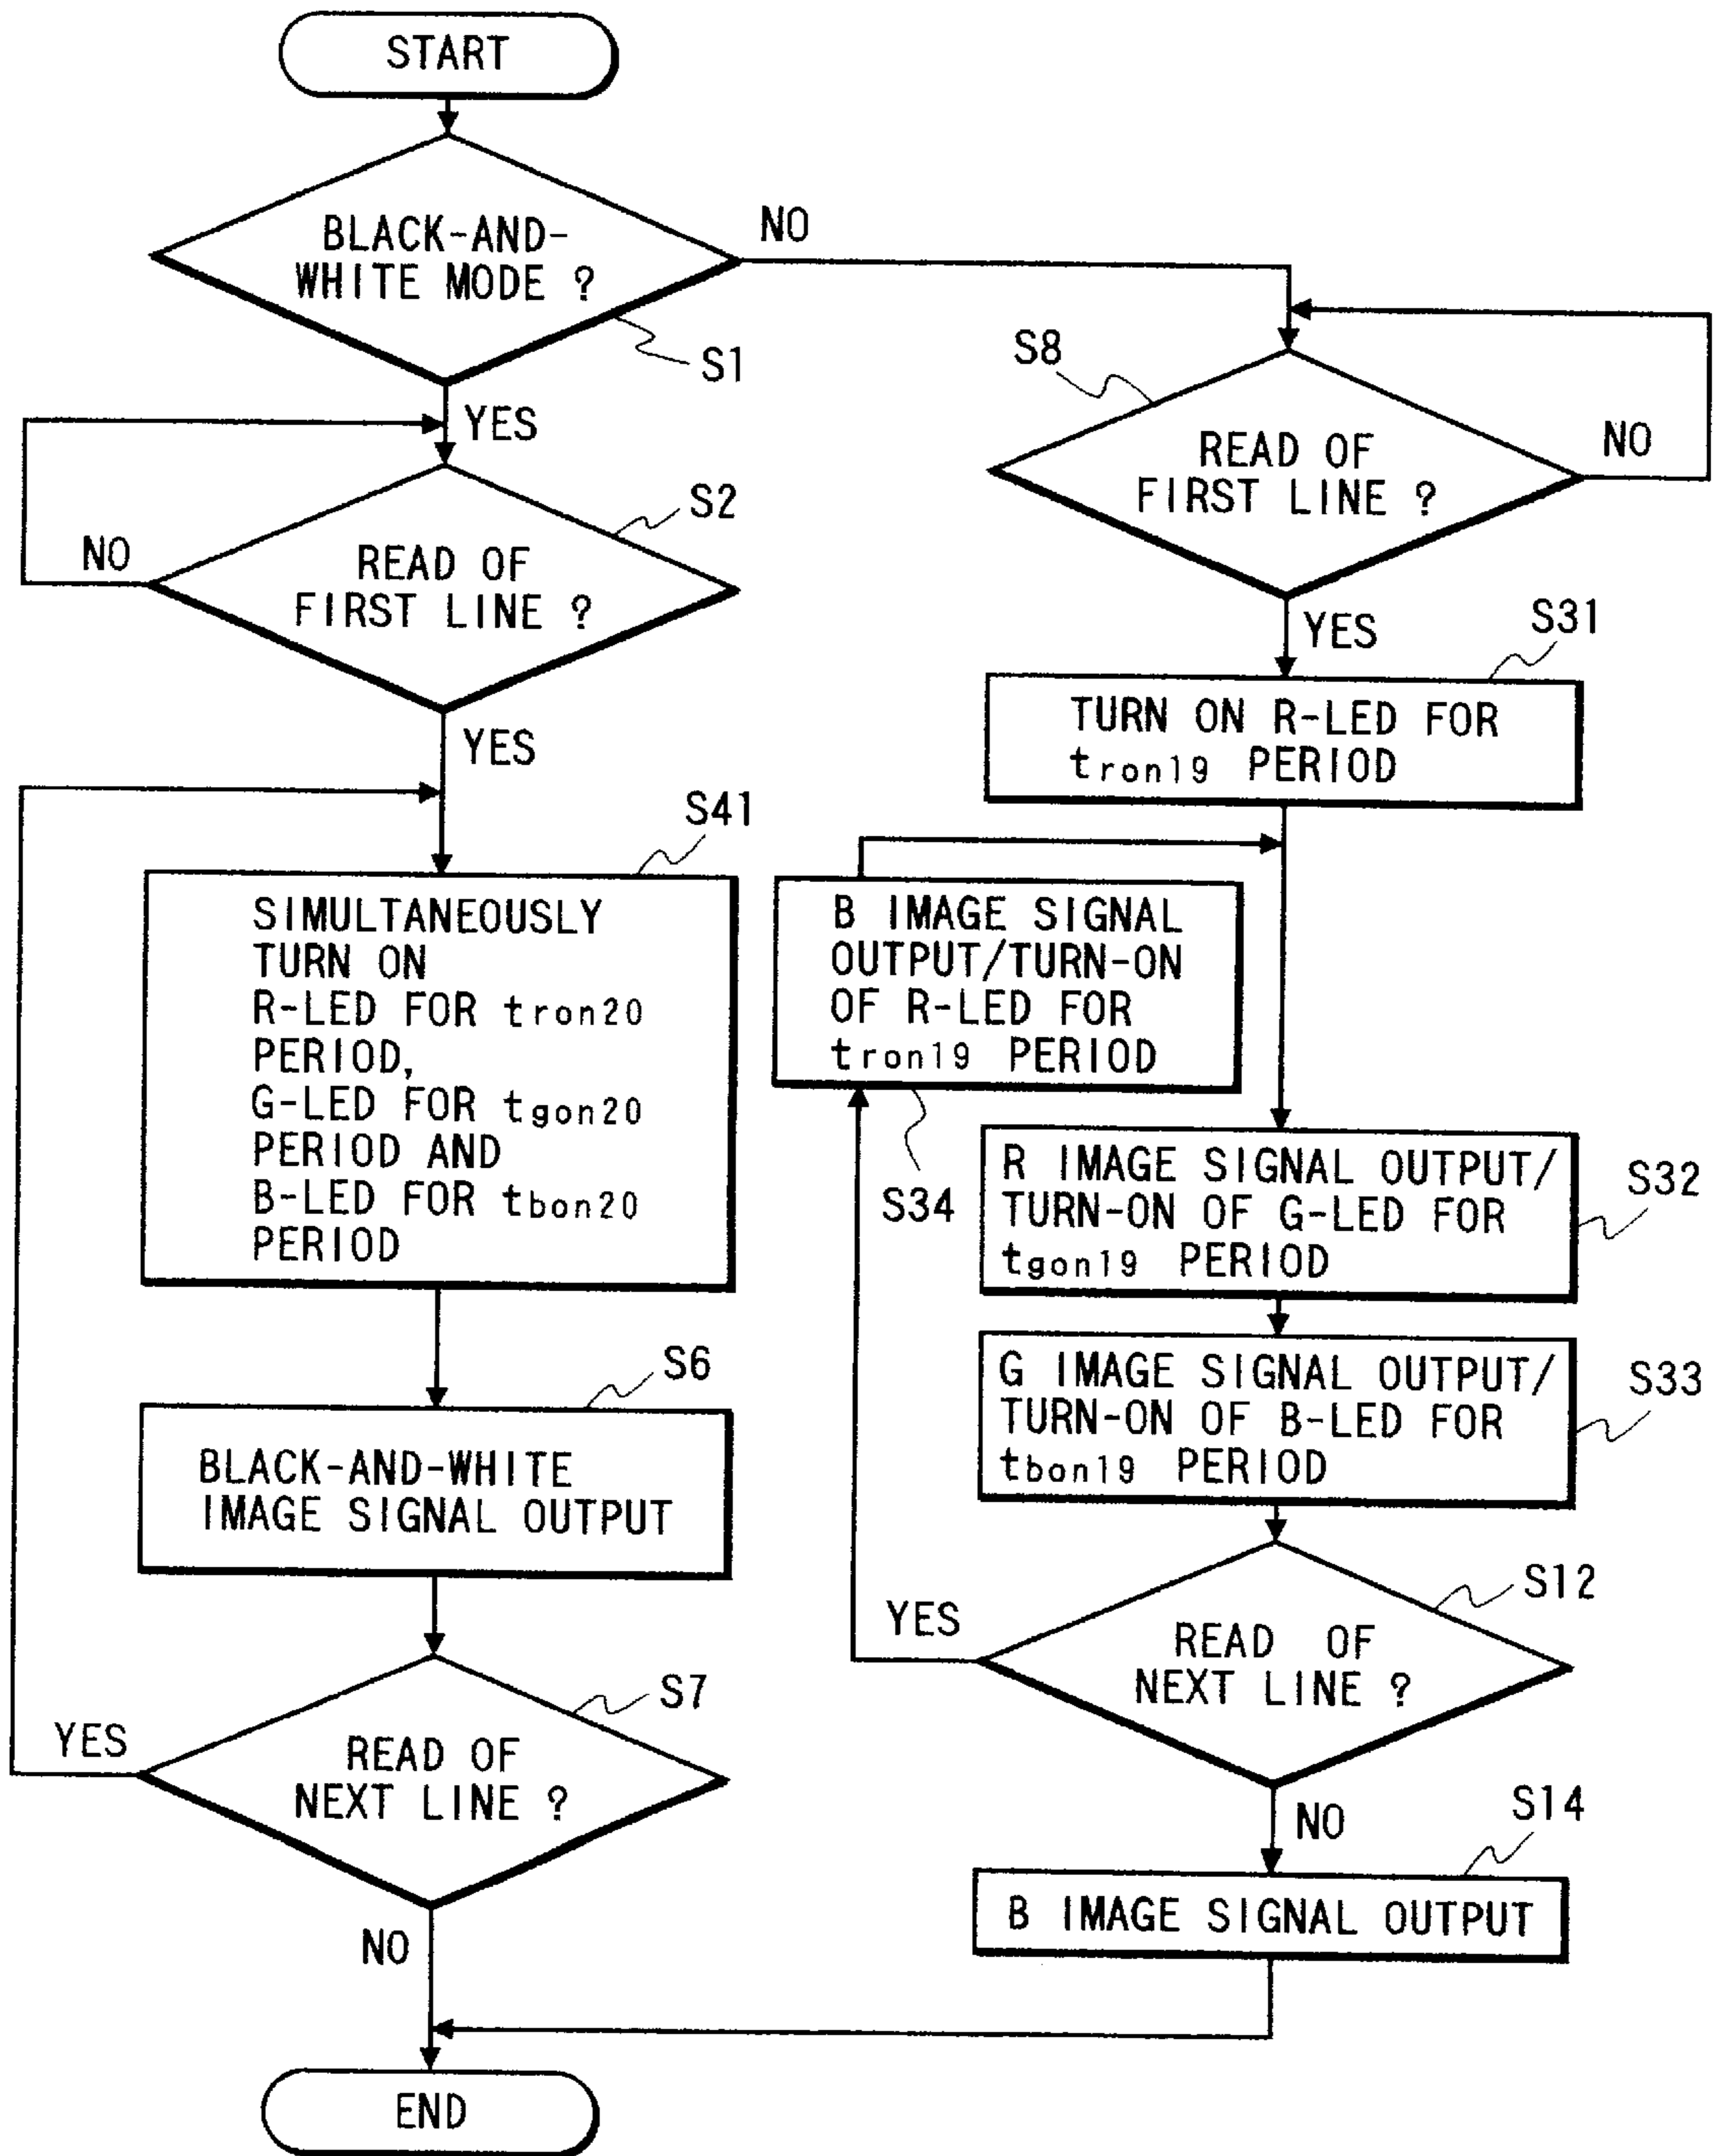 START
BLACK-AND-
WHITE MODE ?
S1
NO
YES
READ OF
FIRST LINE ?
S2
NO
YES
SIMULTANEOUSLY
TURN ON
R-LED FOR tron20
PERIOD,
G-LED FOR tgon20
PERIOD AND
B-LED FOR tbon20
PERIOD
S41
BLACK-AND-WHITE
IMAGE SIGNAL OUTPUT
S6
READ OF
NEXT LINE ?
S7
YES
NO
READ OF
FIRST LINE ?
S8
NO
YES
TURN ON R-LED FOR
tron19 PERIOD
S31
B IMAGE SIGNAL
OUTPUT/TURN-ON
OF R-LED FOR
tron19 PERIOD
S34
R IMAGE SIGNAL OUTPUT/
TURN-ON OF G-LED FOR
tgon19 PERIOD
S32
G IMAGE SIGNAL OUTPUT/
TURN-ON OF B-LED FOR
tbon19 PERIOD
S33
READ OF
NEXT LINE ?
S12
YES
NO
B IMAGE SIGNAL OUTPUT
S14
END